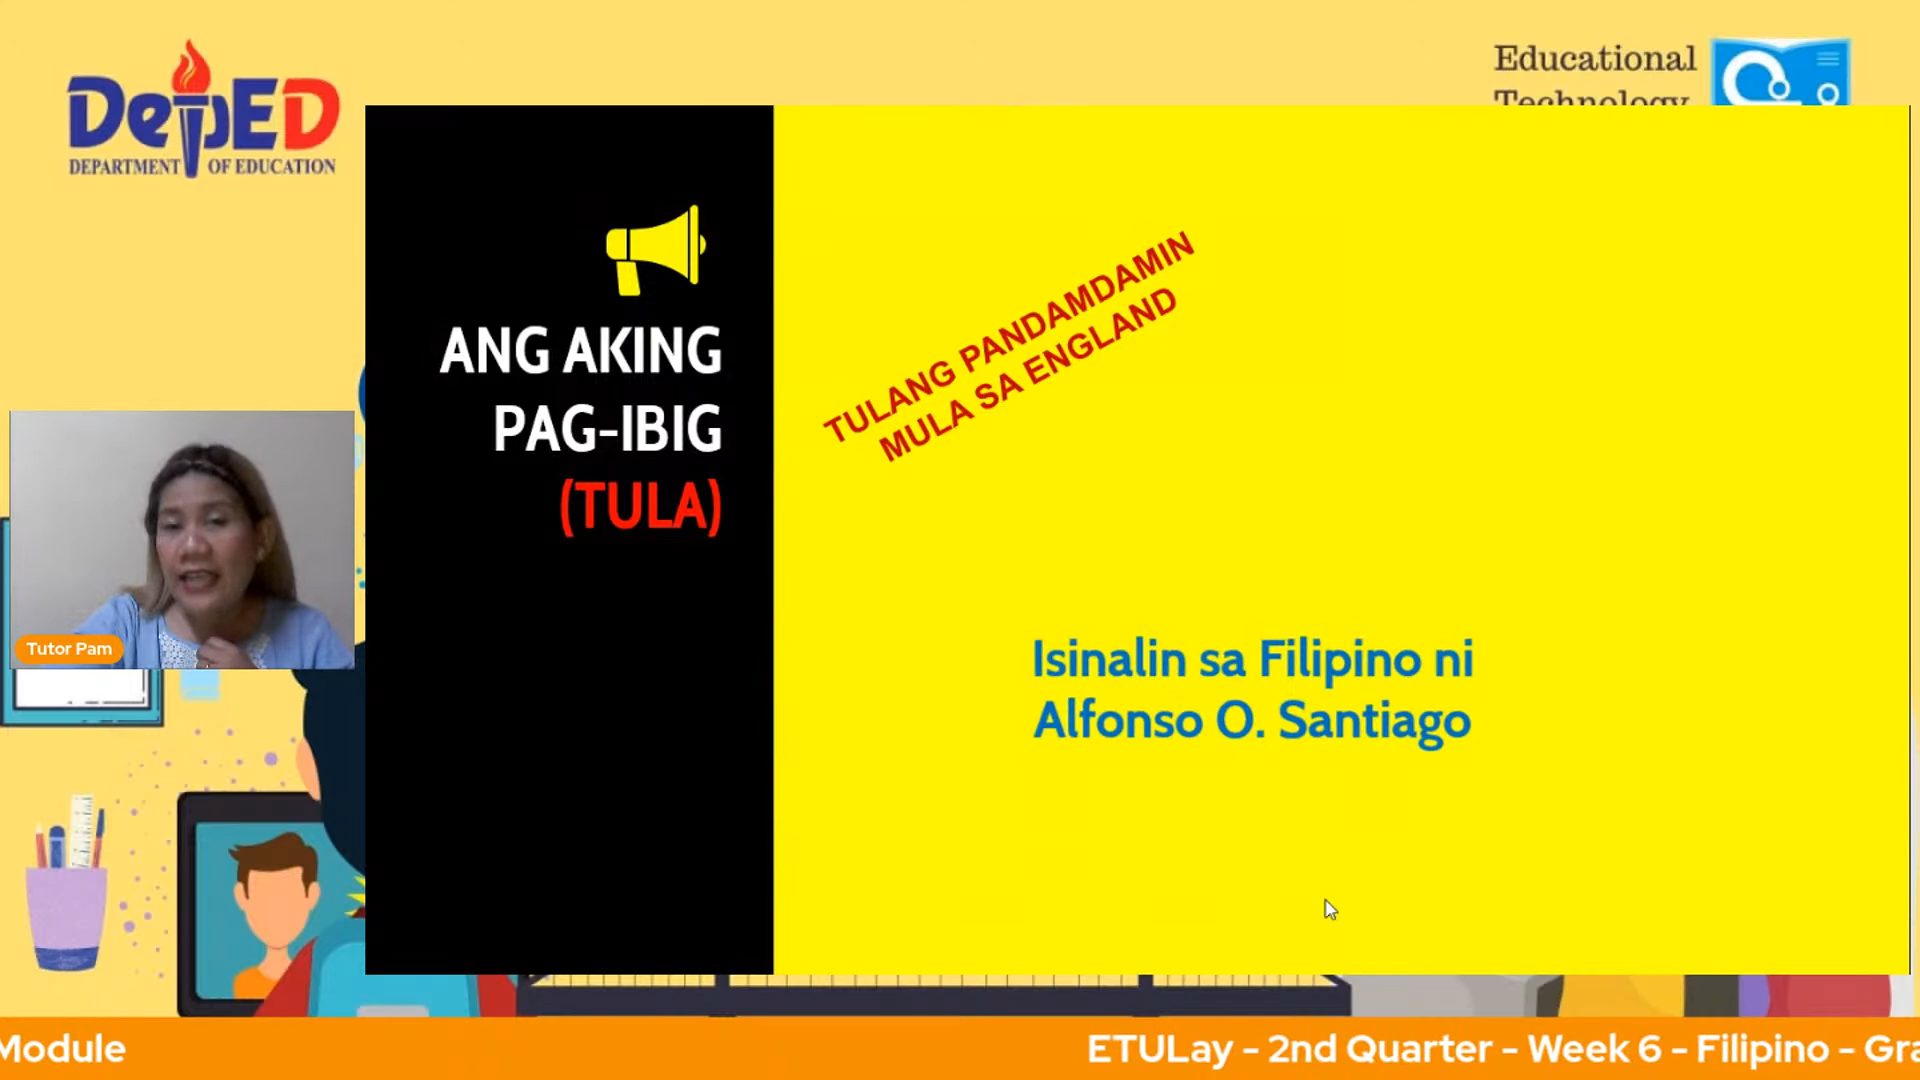 DepED
DEPARTMENT OF EDUCATION
Educational
Technology
ANG AKING
PAG-IBIG
(TULA)
TULANG PANDAMDAMIN
MULA SA ENGLAND
Isinalin sa Filipino ni
Alfonso O. Santiago
Tutor Pam
Module
ETULay - 2nd Quarter - Week 6 - Filipino -